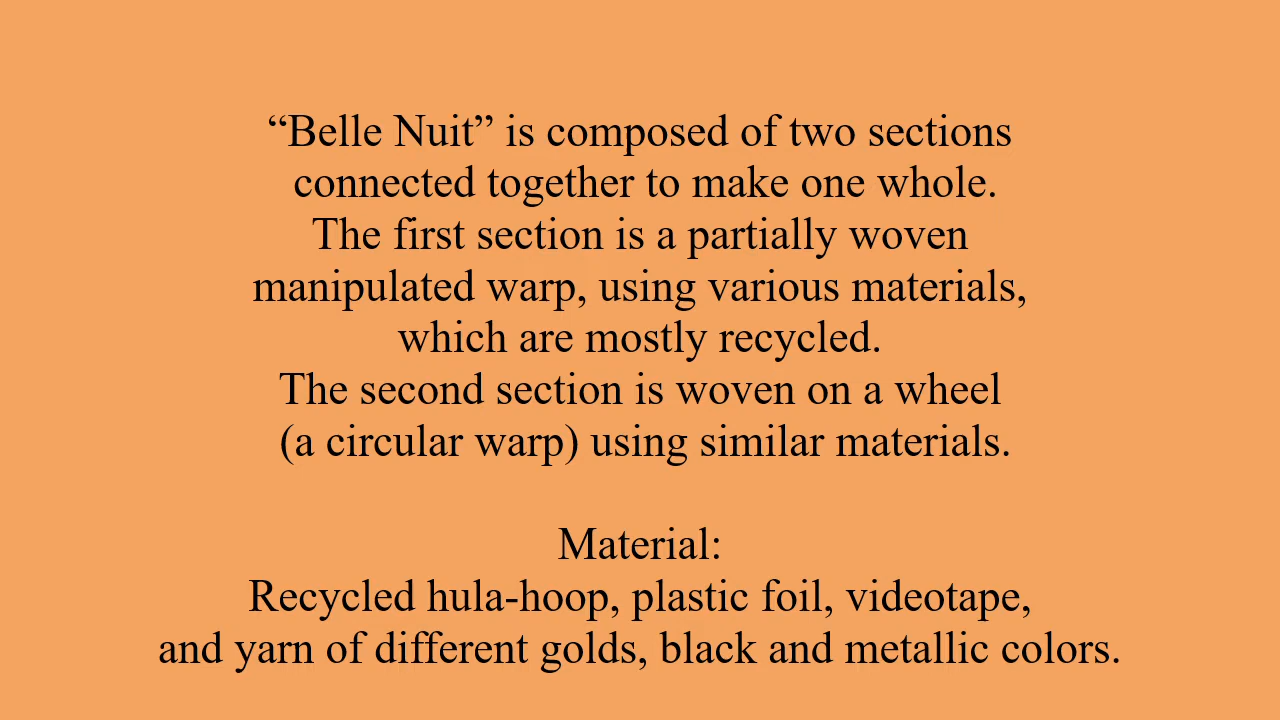 “Belle Nuit” is composed of two sections
connected together to make one whole.
The first section is a partially woven
manipulated warp, using various materials,
which are mostly recycled.
The second section is woven on a wheel
(a circular warp) using similar materials.
Material:
Recycled hula-hoop, plastic foil, videotape,
and yarn of different golds, black and metallic colors.